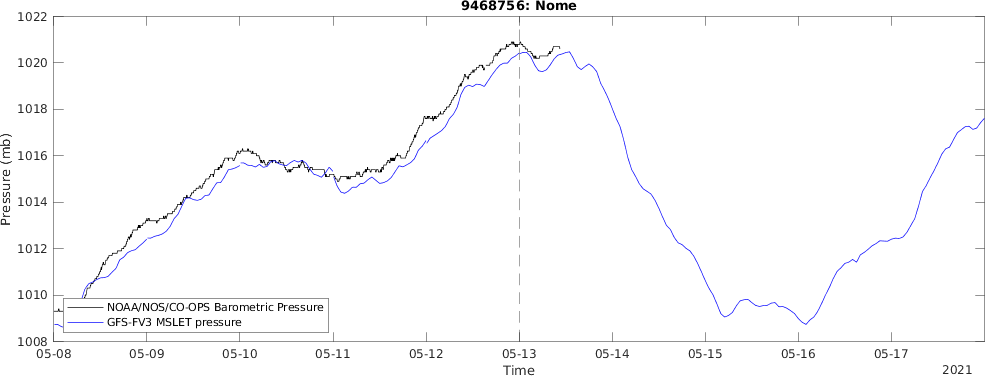 9468756: Nome
1022
1020
1018
1016
1014
1012
1010
1008
Pressure (mb)
NOAA/NOS/CO-OPS Barometric Pressure
GFS-FV3 MSLET pressure
05-08 05-09 05-10 05-11 05-12 05-13 05-14 05-15 05-16 05-17
Time
2021